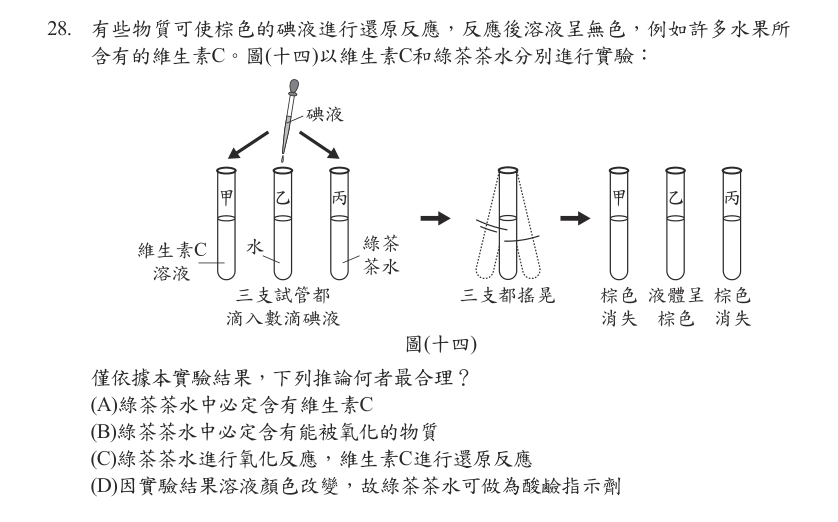 28. 有些物質可使棕色的碘液進行還原反應，反應後溶液呈無色，例如許多水果所
含有的維生素C。圖(十四)以維生素C和綠茶茶水分別進行實驗：
碘液
甲 乙 丙 甲 乙 丙
維生素C
溶液
水
綠茶
茶水
三支試管都
滴入數滴碘液
三支都搖晃
棕色
消失
液體呈
棕色
棕色
消失
圖(十四)
僅依據本實驗結果，下列推論何者最合理？
(A)綠茶茶水中必定含有維生素C
(B)綠茶茶水中必定含有能被氧化的物質
(C)綠茶茶水進行氧化反應，維生素C進行還原反應
(D)因實驗結果溶液顏色改變，故綠茶茶水可做為酸鹼指示劑